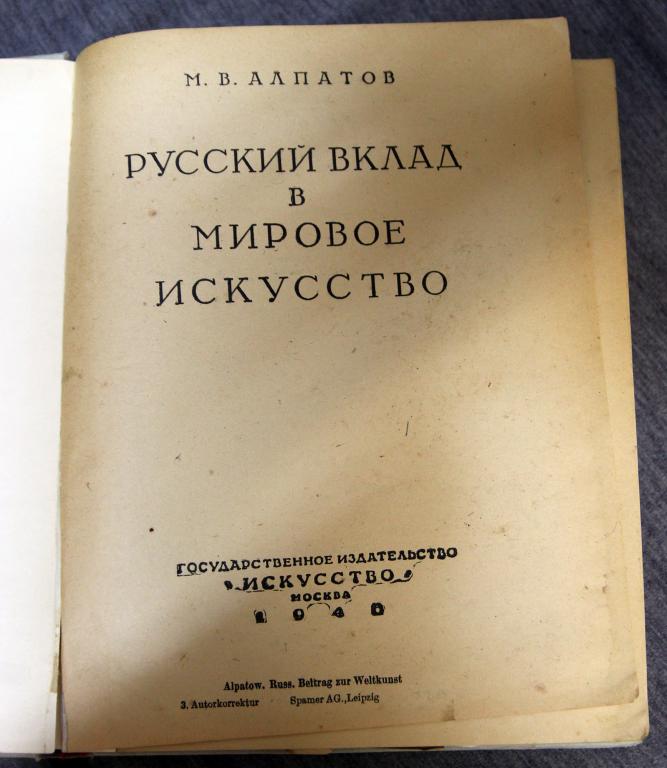 М. В. АЛПАТОВ
РУССКИЙ ВКЛАД
В
МИРОВОЕ
ИСКУССТВО
ГОСУДАРСТВЕННОЕ ИЗДАТЕЛЬСТВО
«ИСКУССТВО»
МОСКВА
Alpatow. Russ. Beitrag zur Weltkunst
3. Autorkorrektur Spamer AG., Leipzig